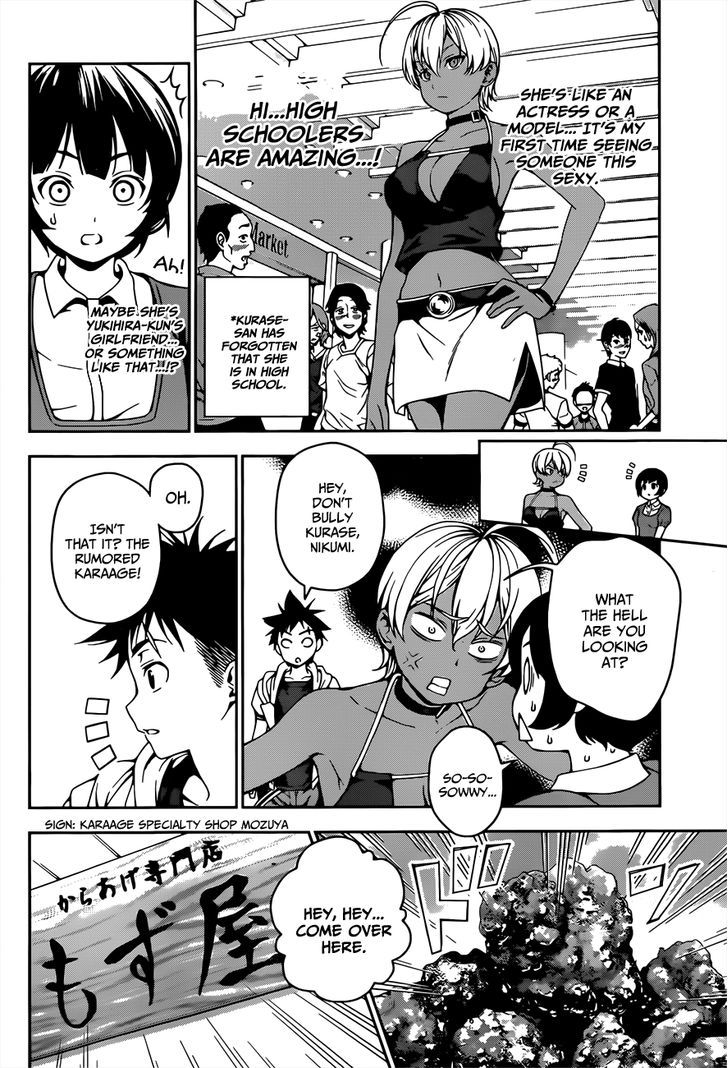 SHE'S LIKE AN
ACTRESS OR A
MODEL... IT'S MY
FIRST TIME SEEING
SOMEONE THIS
SEXY.
HI...HIGH
SCHOOLERS
ARE AMAZING...!
Market
*KURASE-
SAN HAS
FORGOTTEN
THAT SHE
IS IN HIGH
SCHOOL.
Ah!
MAYBE SHE'S
YUKIHIRA-KUN'S
GIRLFRIEND...
OR SOMETHING
LIKE THAT...!?
WHAT
THE HELL
ARE YOU
LOOKING
AT?
HEY,
DON'T
BULLY
KURASE,
NIKUMI.
SO-SO-
SOWWY...
OH.
ISN'T
THAT IT? THE
RUMORED
KARAAGE!
SIGN: KARAAGE SPECIALTY SHOP MOZUYA
からあげ専門店
もず屋
HEY, HEY...
COME OVER
HERE.
ドドッ